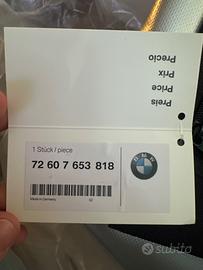 Precio
Prix
Price
Preis
1 Stück / piece
72 60 7 653 818
BMW
Made in Germany
subito